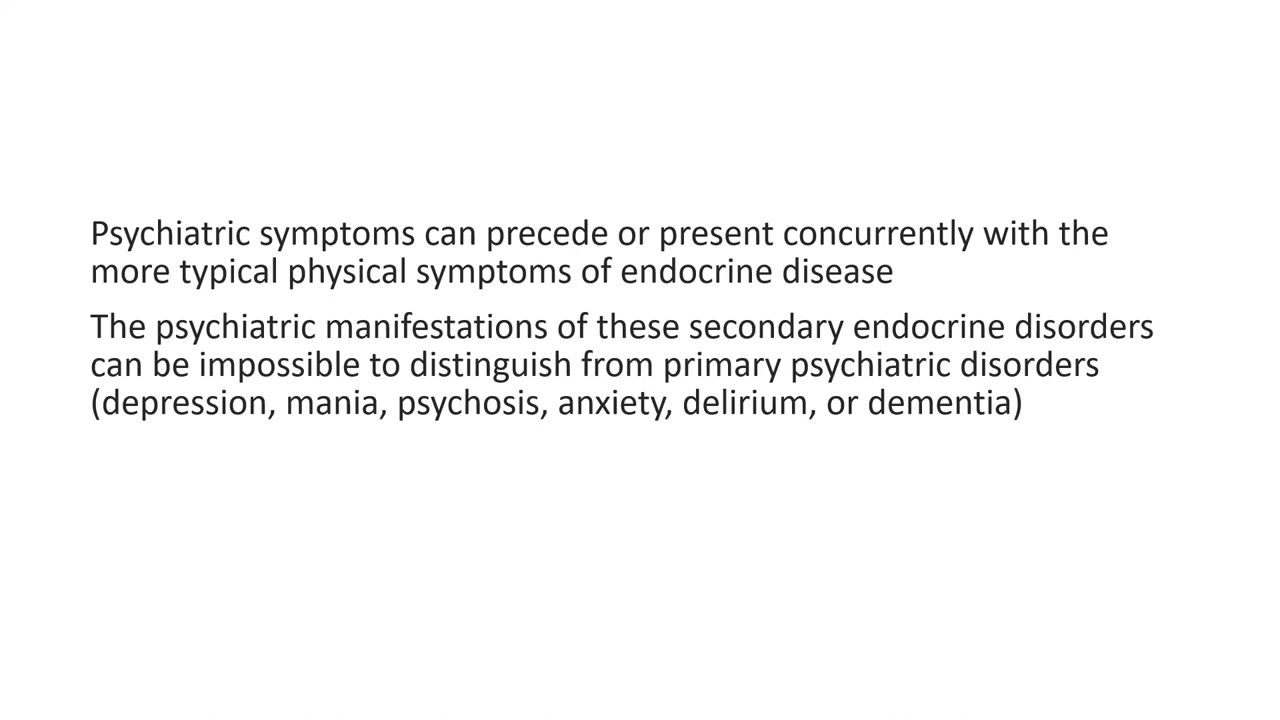 Psychiatric symptoms can precede or present concurrently with the
more typical physical symptoms of endocrine disease
The psychiatric manifestations of these secondary endocrine disorders
can be impossible to distinguish from primary psychiatric disorders
(depression, mania, psychosis, anxiety, delirium, or dementia)